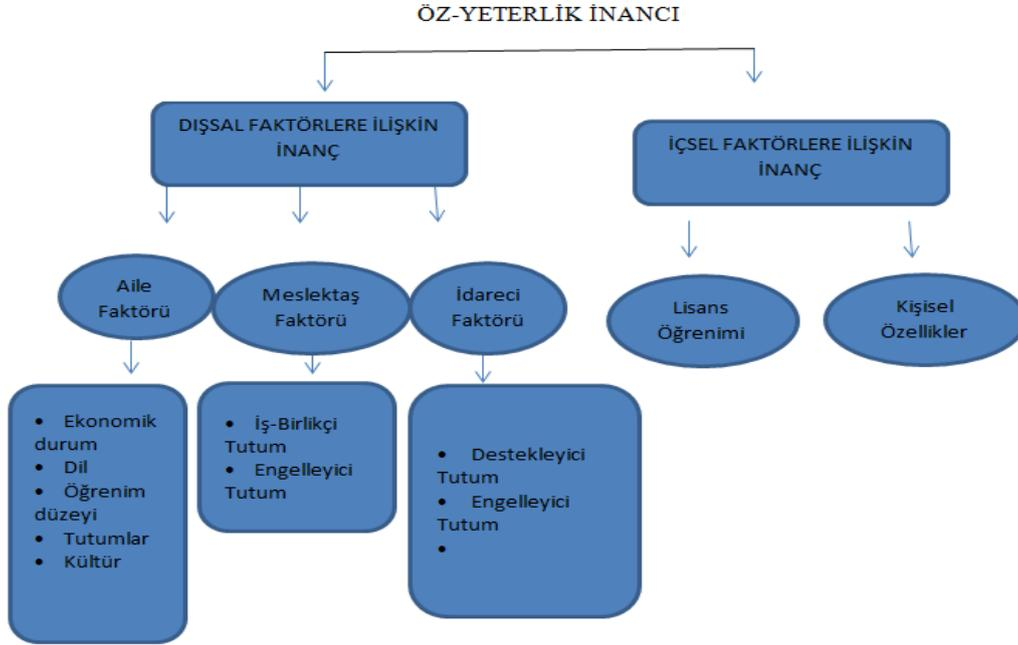 ÖZ-YETERLİK İNANCI
DIŞSAL FAKTÖRLERE İLİŞKİN
İNANÇ
İÇSEL FAKTÖRLERE İLİŞKİN
İNANÇ
Aile
Faktörü
Meslektaş
Faktörü
İdareci
Faktörü
Lisans
Öğrenimi
Kişisel
Özellikler
• Ekonomik
durum
• Dil
• Öğrenim
düzeyi
• Tutumlar
• Kültür
• İş-Birlikçi
Tutum
• Engelleyici
Tutum
• Destekleyici
Tutum
• Engelleyici
Tutum
•